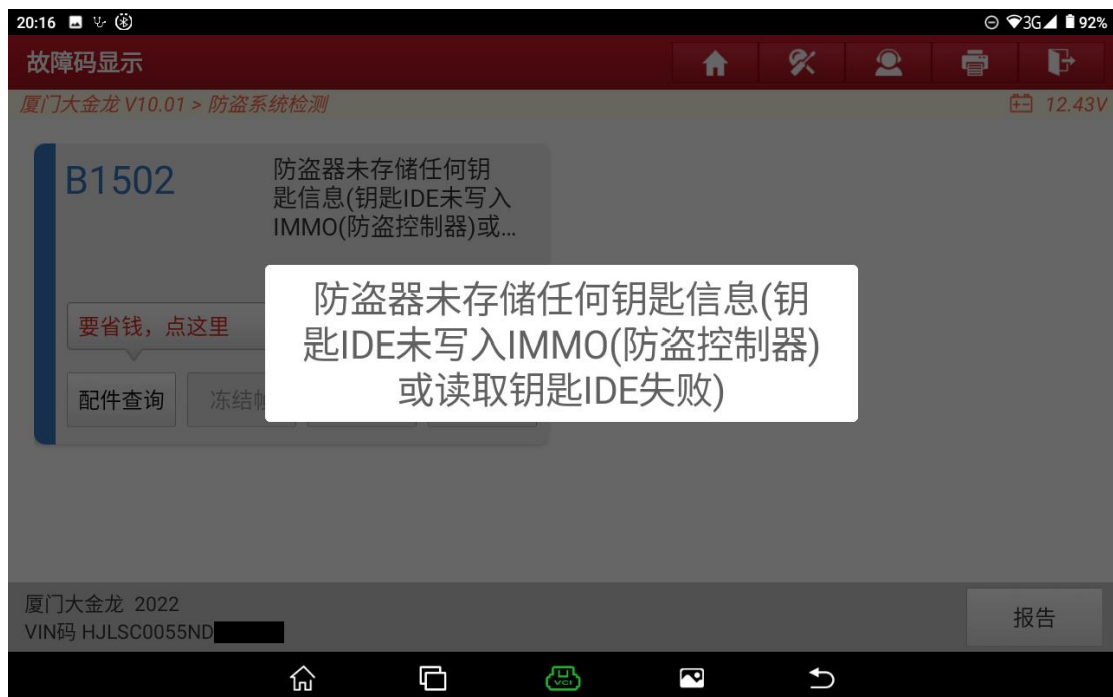 20:16
3G 92%
故障码显示
厦门大金龙 V10.01 > 防盗系统检测
12.43V
B1502
防盗器未存储任何钥
匙信息(钥匙IDE未写入
IMMO(防盗控制器)或...
防盗器未存储任何钥匙信息(钥
匙IDE未写入IMMO(防盗控制器)
或读取钥匙IDE失败)
要省钱，点这里
配件查询
冻结
厦门大金龙 2022
VIN码 HJLSC0055ND
报告
VCI